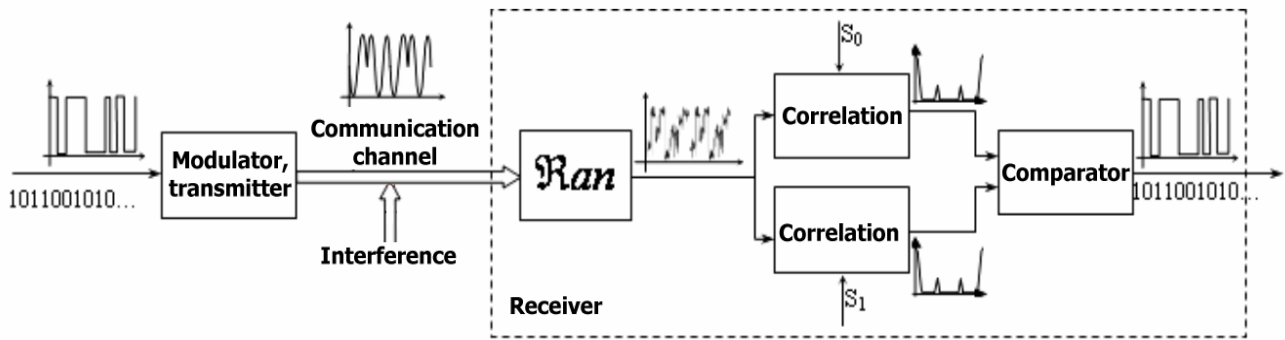 1011001010...
Modulator,
transmitter
Communication
channel
Interference
ℜan
Receiver
S₀
Correlation
Correlation
S₁
Comparator
1011001010...